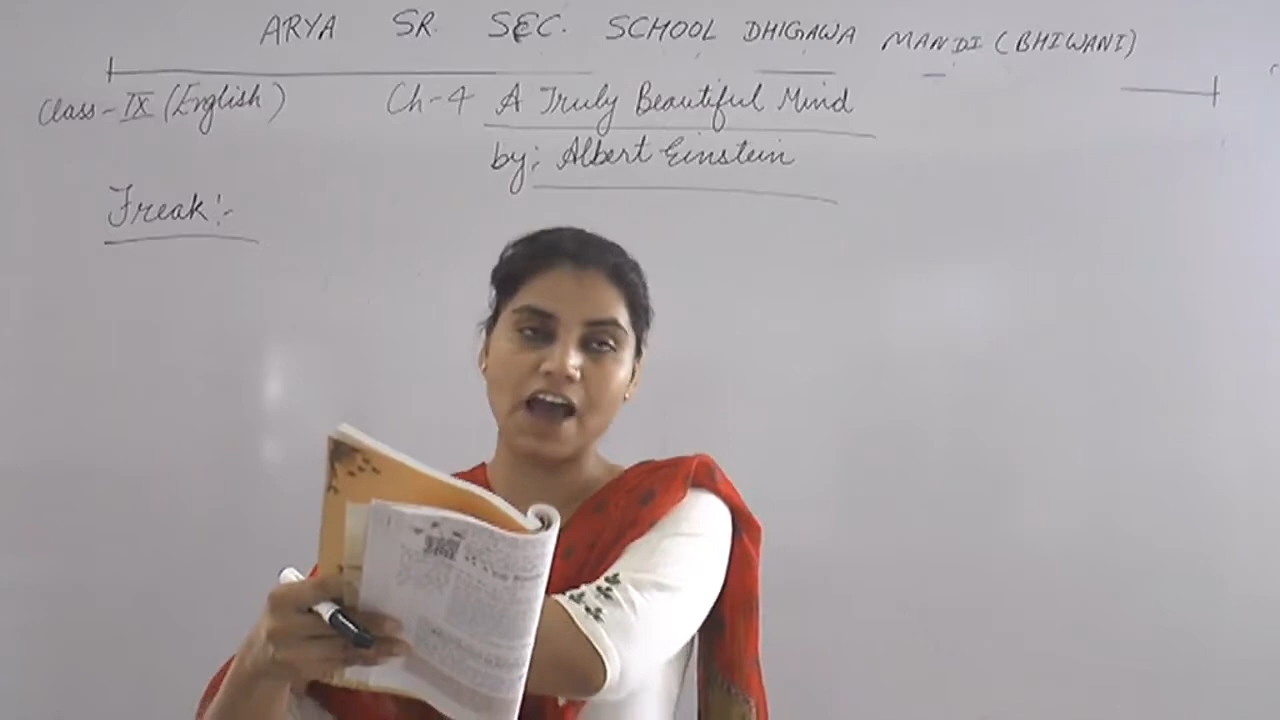 ARYA SR. SEC. SCHOOL DHIGAWA MANDI (BHIWANI)
Class-IX (English) Ch-4 A Truly Beautiful Mind
by: Albert Einstein
Freak:-